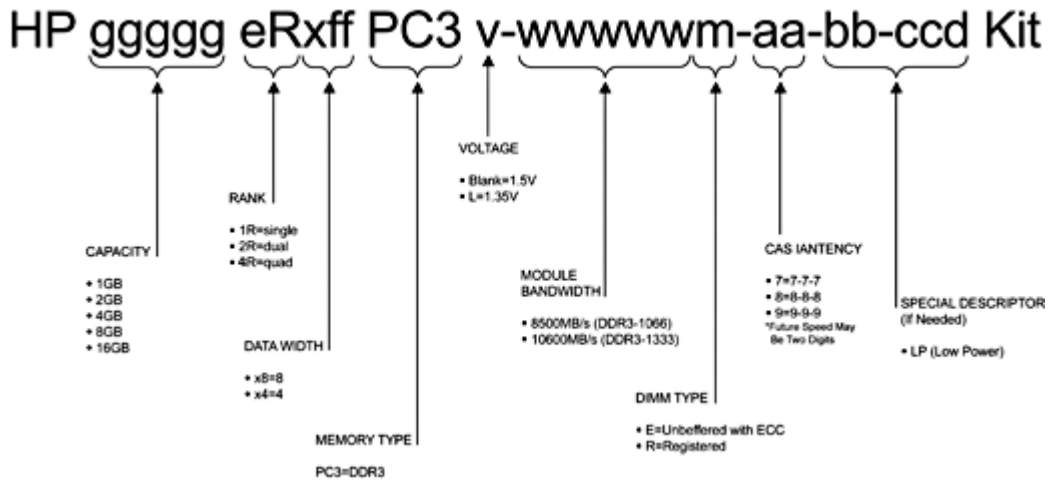 HP ggggg eRxff PC3 v-wwwwwm-aa-bb-ccd Kit
VOLTAGE
▪ Blank=1.5V
▪ L=1.35V
RANK
▪ 1R=single
▪ 2R=dual
▪ 4R=quad
CAPACITY
• 1GB
• 2GB
• 4GB
• 8GB
• 16GB
CAS IANTENCY
▪ 7=7-7-7
▪ 8=8-8-8
▪ 9=9-9-9
*Future Speed May
Be Two Digits
MODULE
BANDWIDTH
▪ 8500MB/s (DDR3-1066)
▪ 10600MB/s (DDR3-1333)
SPECIAL DESCRIPTOR
(If Needed)
• LP (Low Power)
DATA WIDTH
• x8=8
• x4=4
DIMM TYPE
• E=Unbeffered with ECC
• R=Registered
MEMORY TYPE
PC3=DDR3